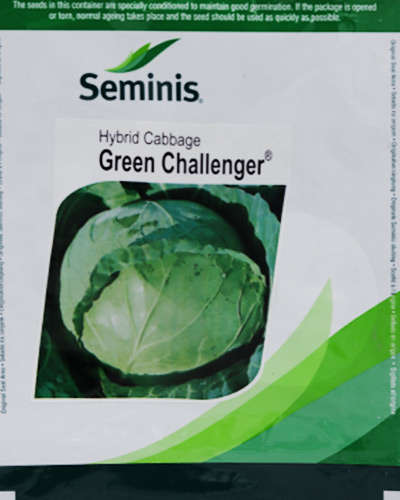 The seeds in this container are specially conditioned to maintain good germination. If the package is opened
or torn, normal ageing takes place and the seed should be used as quickly as possible.
Seminis®
Hybrid Cabbage
Green Challenger®